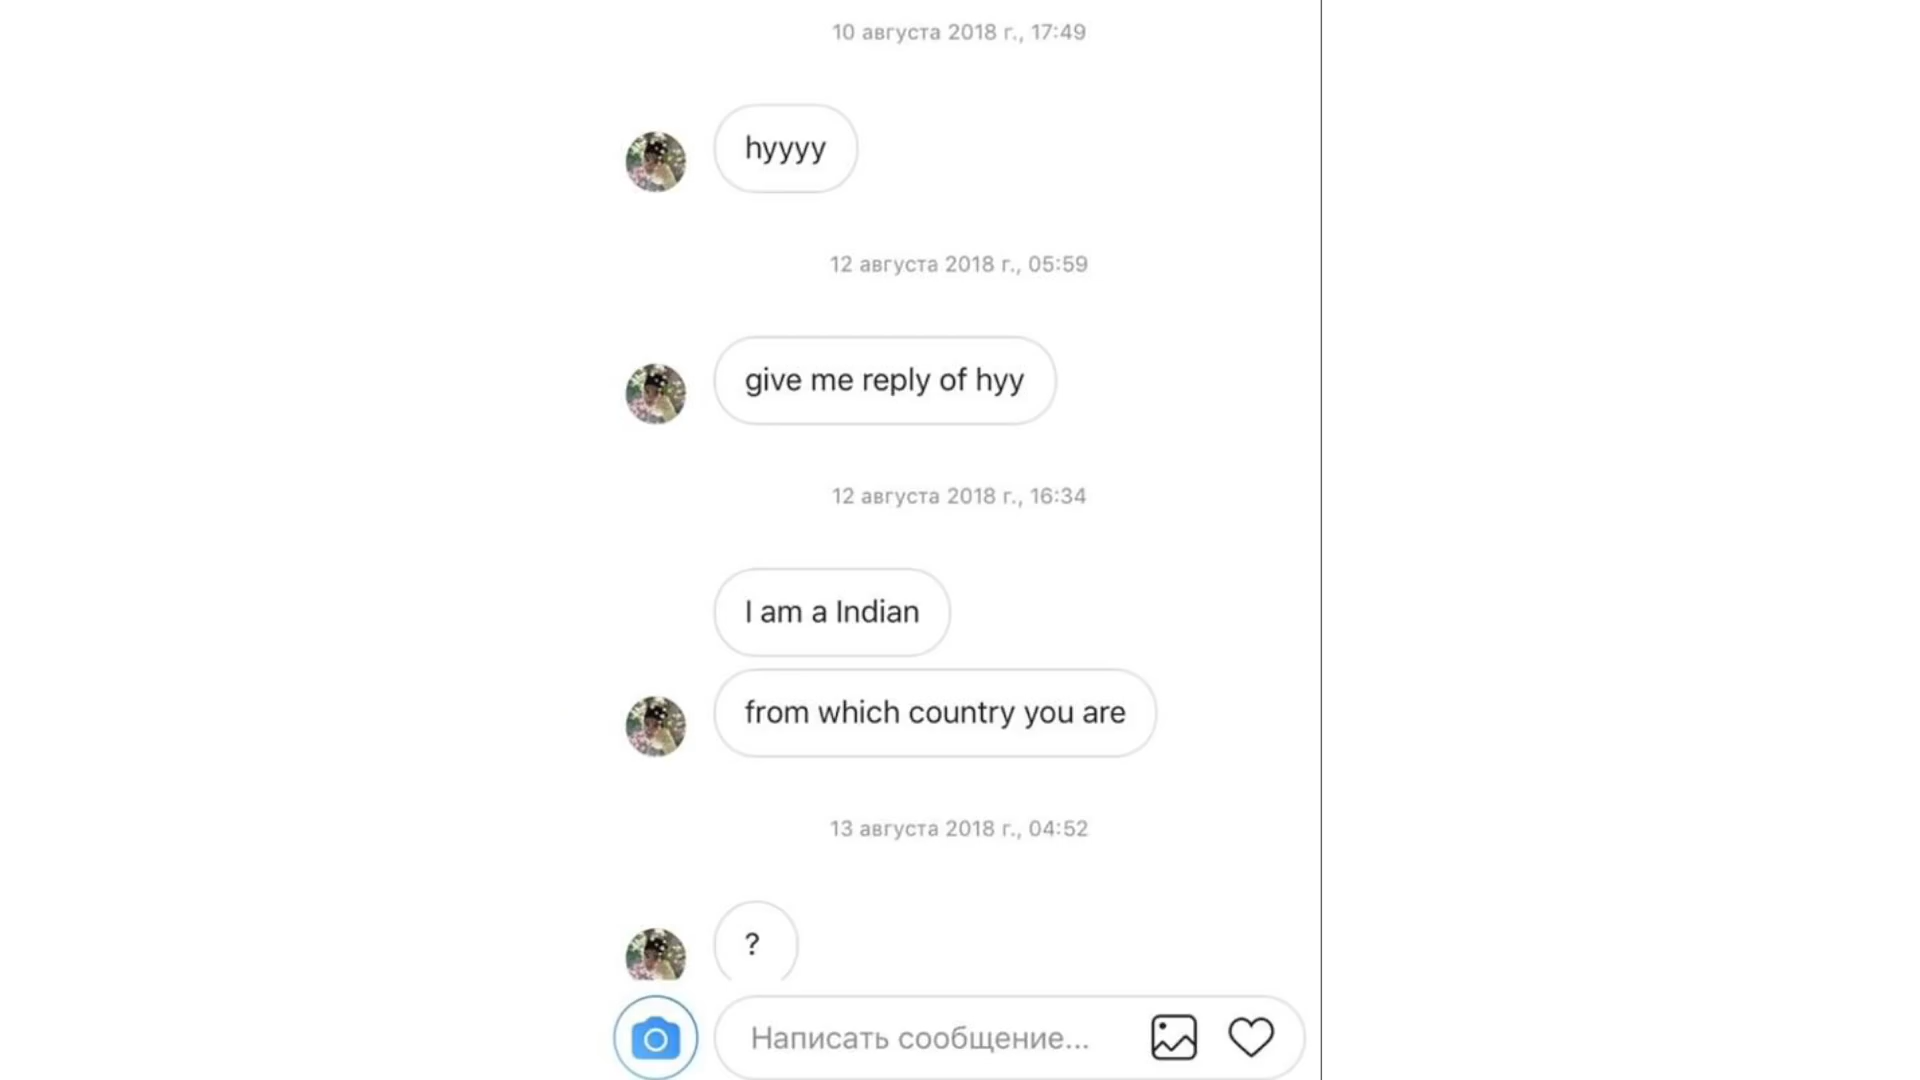 10 августа 2018 г., 17:49
hyyyy
12 августа 2018 г., 05:59
give me reply of hyy
12 августа 2018 г., 16:34
I am a Indian
from which country you are
13 августа 2018 г., 04:52
?
Написать сообщение...